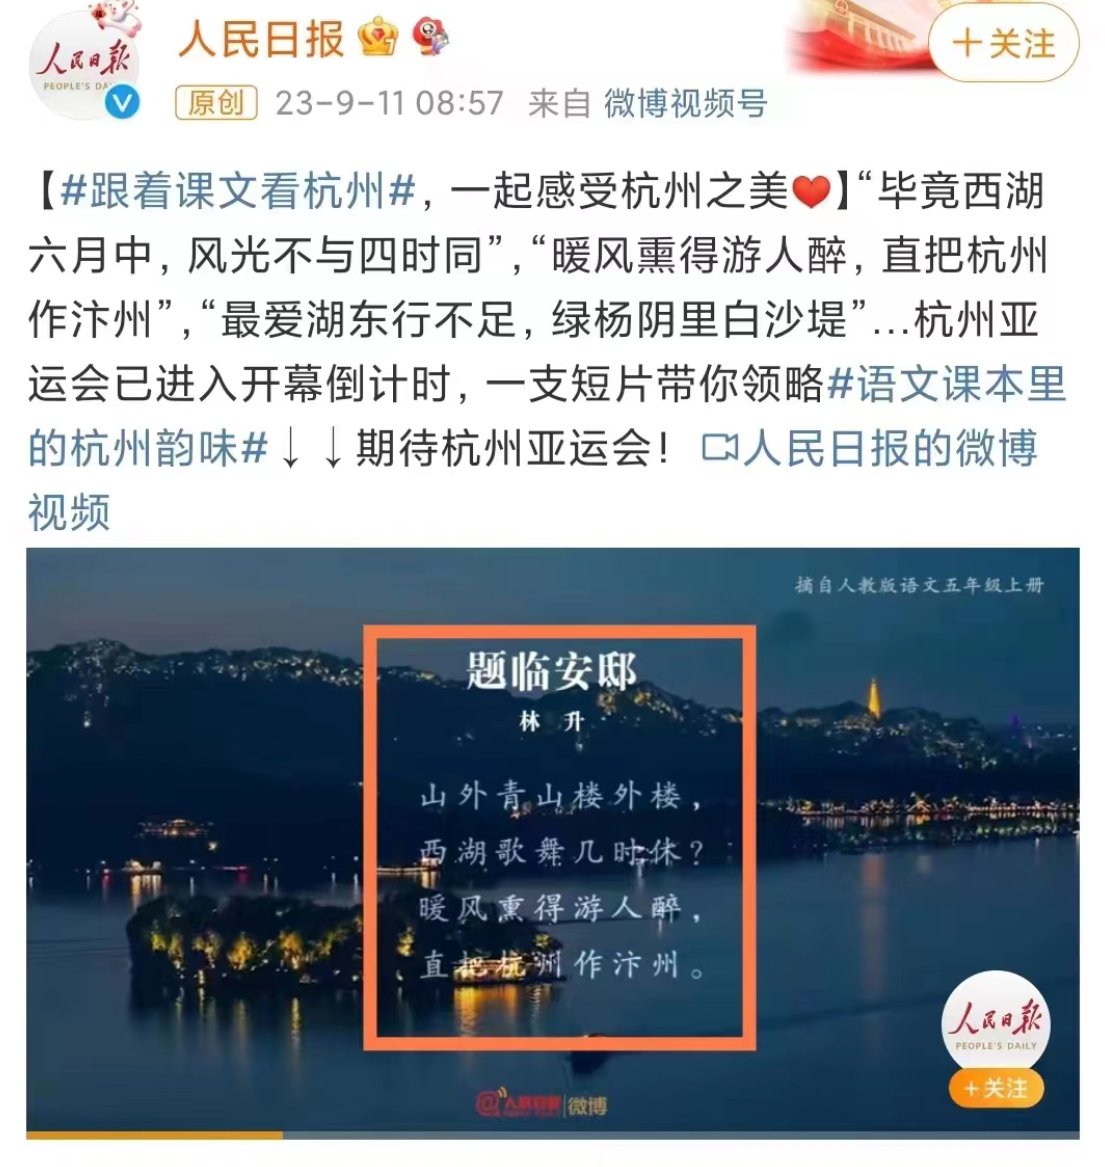 人民日报
PEOPLE'S DA
人民日报
+关注
原创 23-9-11 08:57 来自 微博视频号
【#跟着课文看杭州#，一起感受杭州之美❤️】“毕竟西湖
六月中，风光不与四时同”，“暖风熏得游人醉，直把杭州
作汴州”，“最爱湖东行不足，绿杨阴里白沙堤”…杭州亚
运会已进入开幕倒计时，一支短片带你领略#语文课本里
的杭州韵味#↓↓期待杭州亚运会！ 人民日报的微博
视频
摘自人教版语文五年级上册
题临安邸
林 升
山外青山楼外楼，
西湖歌舞几时休？
暖风熏得游人醉，
直把杭州作汴州。
人民日报
PEOPLE'S DAILY
+关注
@人民日报|微博